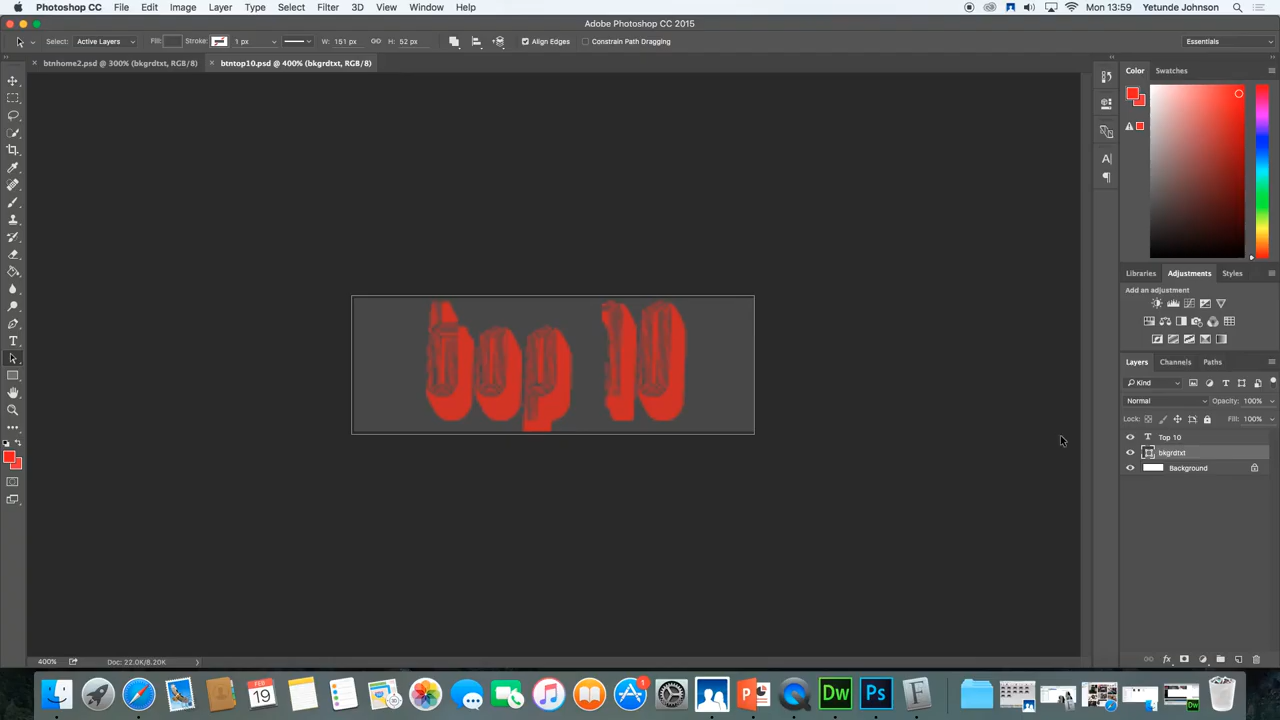 Photoshop CC File Edit Image Layer Type Select Filter 3D View Window Help Mon 13:59 Yetunde Johnson
Adobe Photoshop CC 2015
Select: Active Layers Fill: Stroke: 1 px W: 151 px H: 52 px Align Edges Constrain Path Dragging Essentials
btnhome2.psd @ 300% (bkgrdtxt, RGB/8) btntop10.psd @ 400% (bkgrdtxt, RGB/8)
Color Swatches
top 10
Libraries Adjustments Styles
Add an adjustment
Layers Channels Paths
Kind
Normal Opacity: 100%
Lock: Fill: 100%
Top 10
bkgrdtxt
Background
400% Doc: 22.0K/8.20K
FEB
19
1
Dw Ps